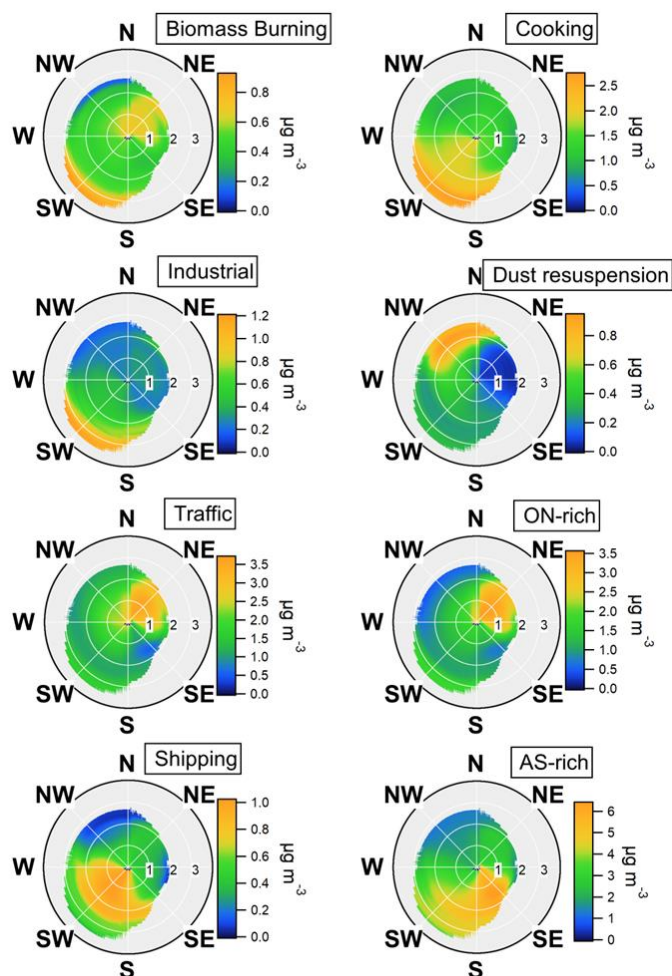 Biomass Burning
N
NW
NE
W
1 2 3
SW
SE
S
0.8
0.6
0.4
0.2
0.0
µg m-3
Cooking
N
NW
NE
W
1 2 3
SW
SE
S
2.5
2.0
1.5
1.0
0.5
0.0
µg m-3
Industrial
N
NW
NE
W
1 2 3
SW
SE
S
1.2
1.0
0.8
0.6
0.4
0.2
0.0
µg m-3
Dust resuspension
N
NW
NE
W
1 2 3
SW
SE
S
0.8
0.6
0.4
0.2
0.0
µg m-3
Traffic
N
NW
NE
W
1 2 3
SW
SE
S
3.5
3.0
2.5
2.0
1.5
1.0
0.5
0.0
µg m-3
ON-rich
N
NW
NE
W
1 2 3
SW
SE
S
3.5
3.0
2.5
2.0
1.5
1.0
0.5
0.0
µg m-3
Shipping
N
NW
NE
W
1 2 3
SW
SE
S
1.0
0.8
0.6
0.4
0.2
0.0
µg m-3
AS-rich
N
NW
NE
W
1 2 3
SW
SE
S
6
5
4
3
2
1
0
µg m-3